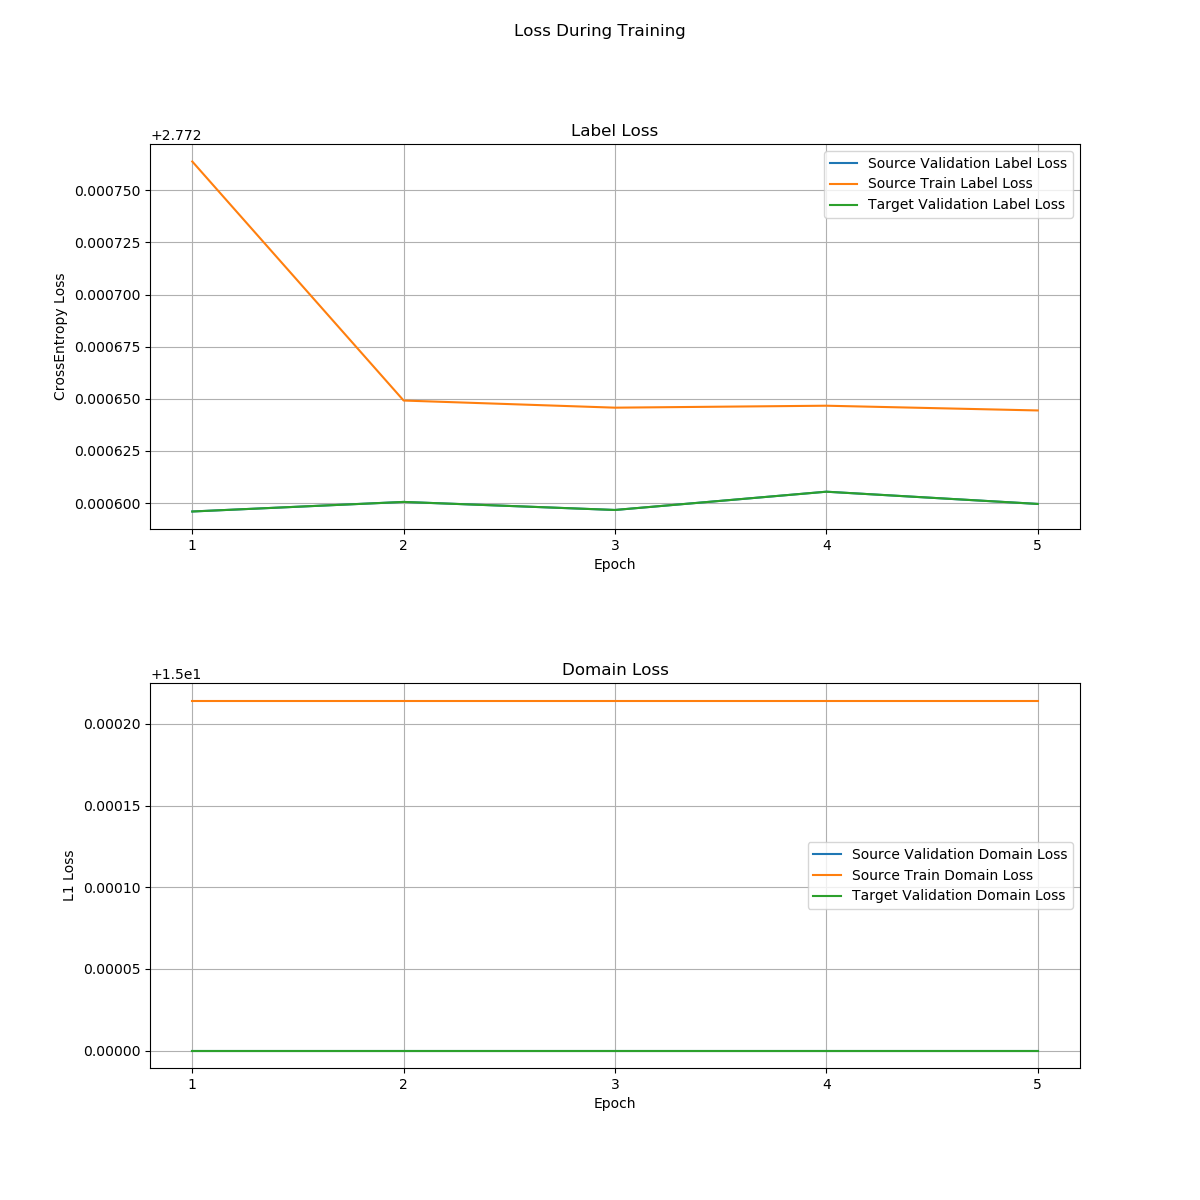 Loss During Training
Label Loss
+2.772
0.000750
0.000725
0.000700
0.000675
0.000650
0.000625
0.000600
CrossEntropy Loss
Source Validation Label Loss
Source Train Label Loss
Target Validation Label Loss
1 2 3 4 5
Epoch
Domain Loss
+1.5e1
0.00020
0.00015
0.00010
0.00005
0.00000
L1 Loss
Source Validation Domain Loss
Source Train Domain Loss
Target Validation Domain Loss
1 2 3 4 5
Epoch